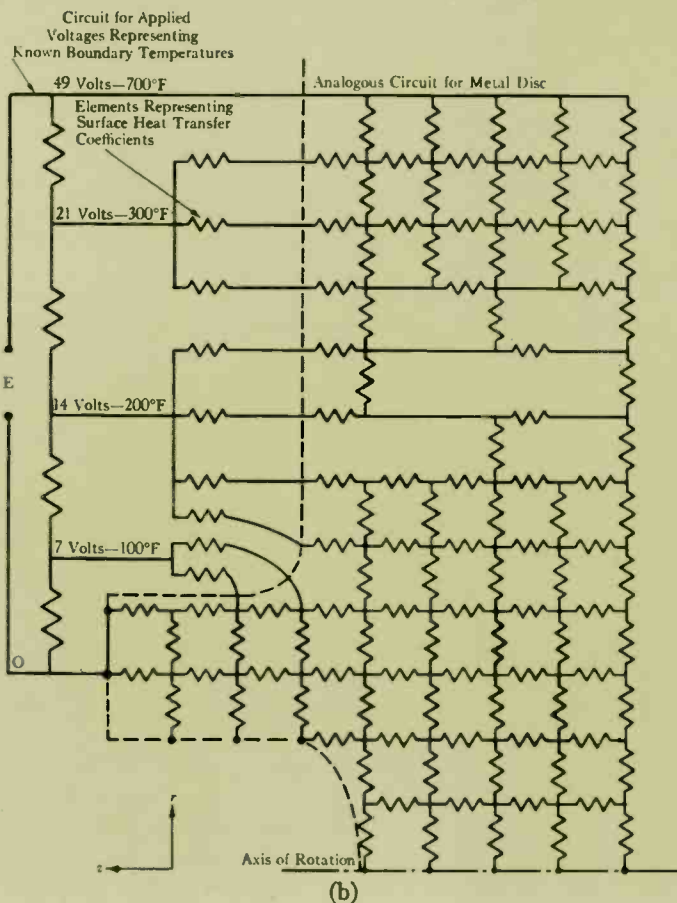 Circuit for Applied
Voltages Representing
Known Boundary Temperatures
49 Volts—700°F
Analogous Circuit for Metal Disc
Elements Representing
Surface Heat Transfer
Coefficients
21 Volts—300°F
E
14 Volts—200°F
7 Volts—100°F
O
r
z
Axis of Rotation
(b)